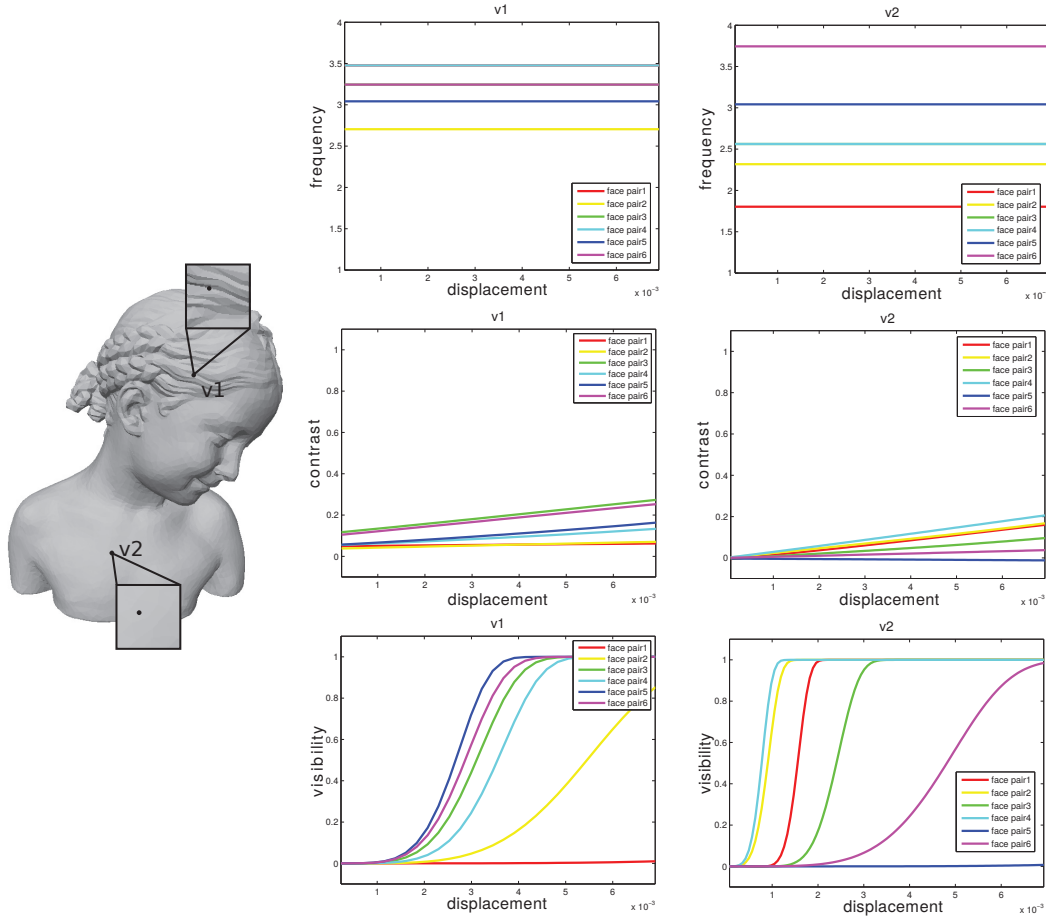 v1
v2
v1
4
3.5
3
2.5
2
1.5
1
frequency
face pair1
face pair2
face pair3
face pair4
face pair5
face pair6
1 2 3 4 5 6
displacement
x 10⁻³
v2
4
3.5
3
2.5
2
1.5
1
frequency
face pair1
face pair2
face pair3
face pair4
face pair5
face pair6
1 2 3 4 5 6
displacement
v1
1
0.8
0.6
0.4
0.2
0
contrast
face pair1
face pair2
face pair3
face pair4
face pair5
face pair6
1 2 3 4 5 6
displacement
x 10⁻³
v2
1
0.8
0.6
0.4
0.2
0
contrast
face pair1
face pair2
face pair3
face pair4
face pair5
face pair6
1 2 3 4 5 6
displacement
x 10⁻³
v1
1
0.8
0.6
0.4
0.2
0
visibility
face pair1
face pair2
face pair3
face pair4
face pair5
face pair6
1 2 3 4 5 6
displacement
x 10⁻³
v2
1
0.8
0.6
0.4
0.2
0
visibility
face pair1
face pair2
face pair3
face pair4
face pair5
face pair6
1 2 3 4 5 6
displacement
x 10⁻³